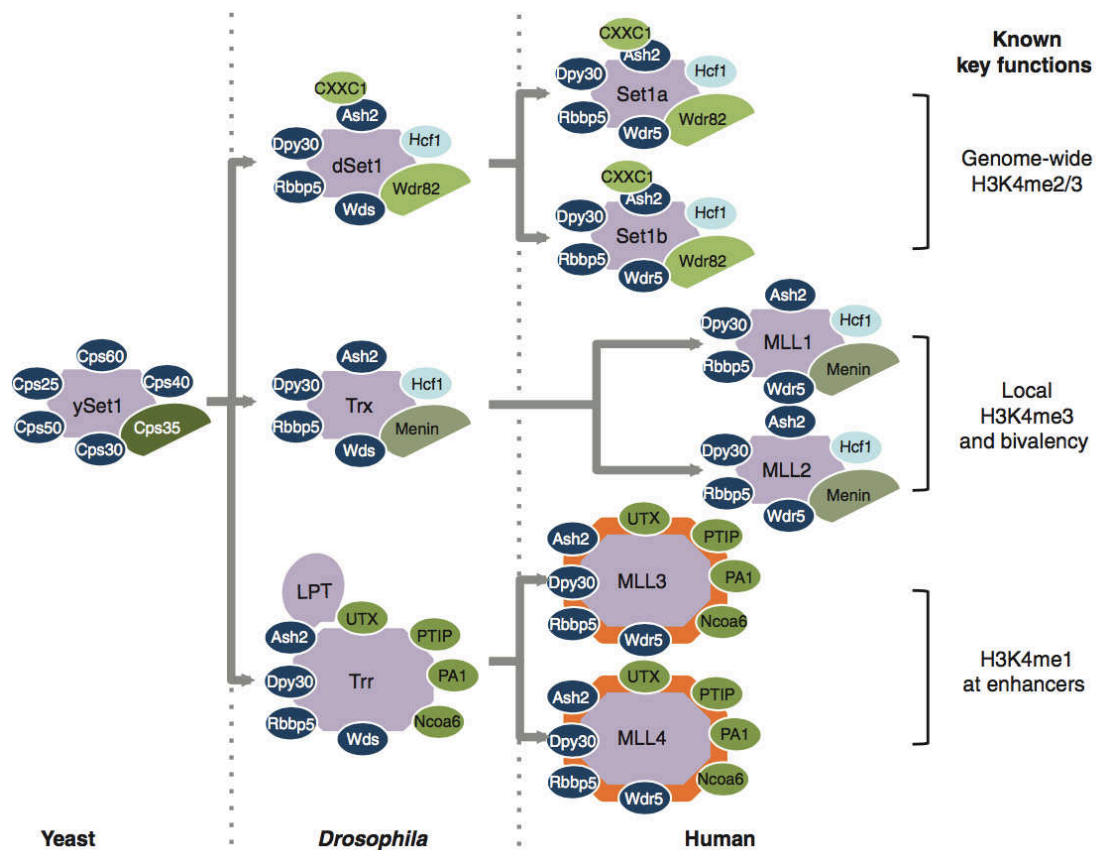 Known
key functions
CXXC1
Ash2
Dpy30
Hcf1
Set1a
Rbbp5
Wdr82
Wdr5
Genome-wide
H3K4me2/3
CXXC1
Ash2
Dpy30
Hcf1
Set1b
Rbbp5
Wdr82
Wdr5
CXXC1
Ash2
Dpy30
Hcf1
dSet1
Rbbp5
Wdr82
Wds
Ash2
Dpy30
Hcf1
MLL1
Rbbp5
Menin
Wdr5
Ash2
Dpy30
Hcf1
MLL2
Rbbp5
Menin
Wdr5
Local
H3K4me3
and bivalency
Cps60
Cps25
Cps40
ySet1
Cps50
Cps35
Cps30
Ash2
Dpy30
Hcf1
Trx
Rbbp5
Menin
Wds
UTX
Ash2
PTIP
Dpy30
MLL3
PA1
Rbbp5
Ncoa6
Wdr5
LPT
UTX
Ash2
PTIP
Dpy30
Trr
PA1
Rbbp5
Ncoa6
Wds
UTX
Ash2
PTIP
Dpy30
MLL4
PA1
Rbbp5
Ncoa6
Wdr5
H3K4me1
at enhancers
Yeast
Drosophila
Human